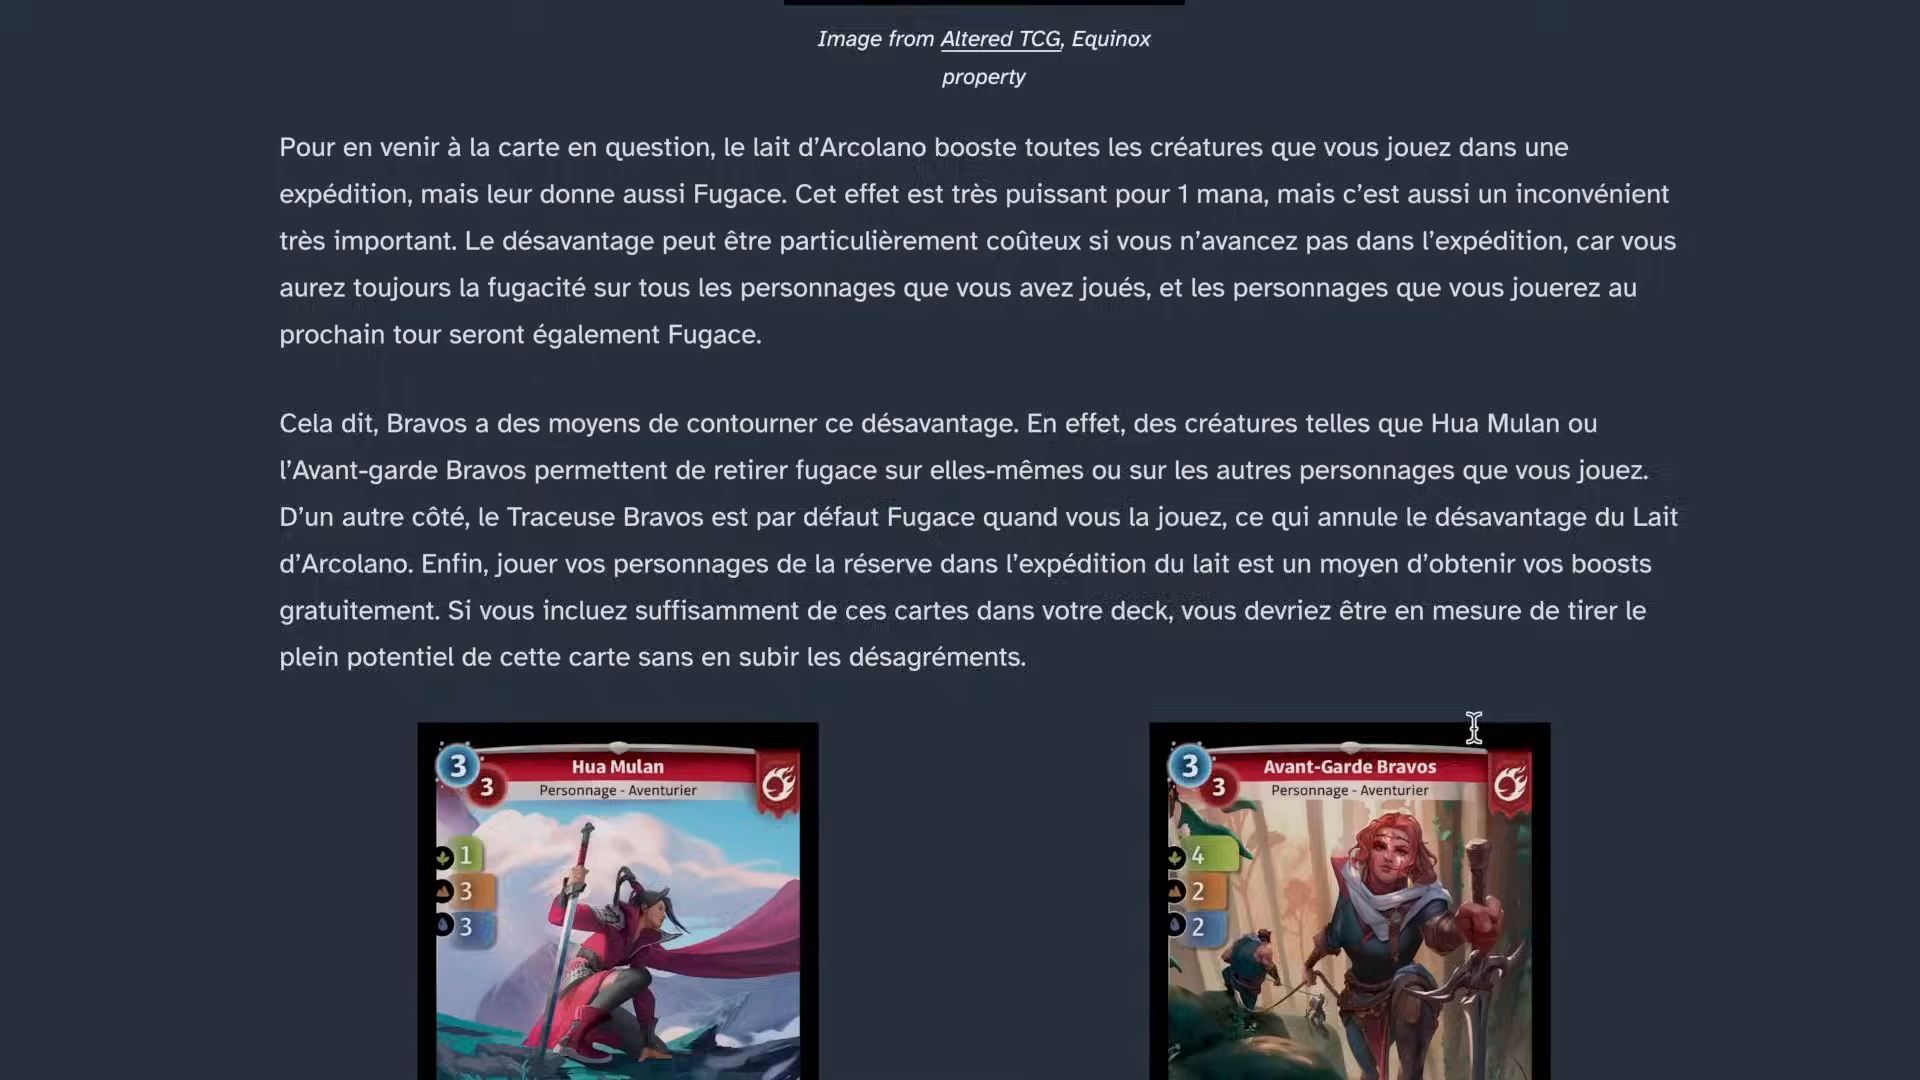 Image from Altered TCG, Equinox
property
Pour en venir à la carte en question, le lait d’Arcolano booste toutes les créatures que vous jouez dans une
expédition, mais leur donne aussi Fugace. Cet effet est très puissant pour 1 mana, mais c’est aussi un inconvénient
très important. Le désavantage peut être particulièrement coûteux si vous n’avancez pas dans l’expédition, car vous
aurez toujours la fugacité sur tous les personnages que vous avez joués, et les personnages que vous jouerez au
prochain tour seront également Fugace.
Cela dit, Bravos a des moyens de contourner ce désavantage. En effet, des créatures telles que Hua Mulan ou
l’Avant-garde Bravos permettent de retirer fugace sur elles-mêmes ou sur les autres personnages que vous jouez.
D’un autre côté, le Traceuse Bravos est par défaut Fugace quand vous la jouez, ce qui annule le désavantage du Lait
d’Arcolano. Enfin, jouer vos personnages de la réserve dans l’expédition du lait est un moyen d’obtenir vos boosts
gratuitement. Si vous incluez suffisamment de ces cartes dans votre deck, vous devriez être en mesure de tirer le
plein potentiel de cette carte sans en subir les désagréments.
3
3
Hua Mulan
Personnage - Aventurier
1
3
3
3
3
Avant-Garde Bravos
Personnage - Aventurier
4
2
2